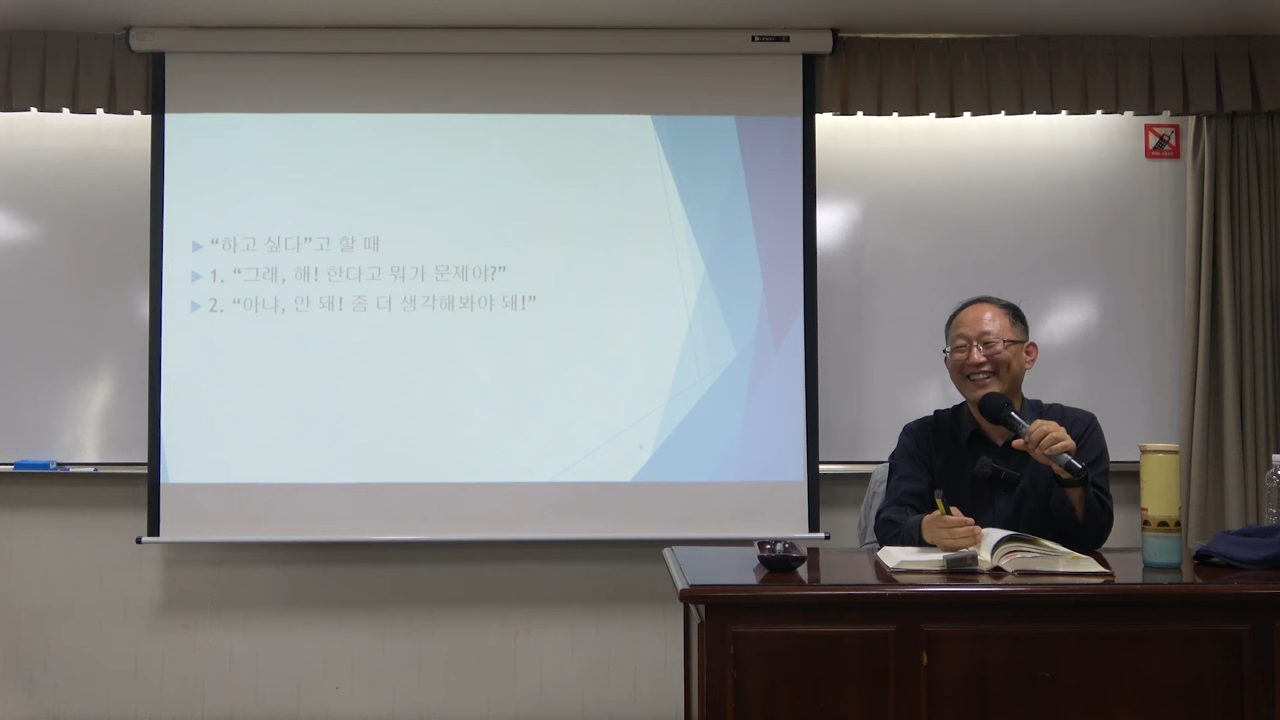 “하고 싶다”고 할 때
1. “그래, 해! 한다고 뭐가 문제야?”
2. “아냐, 안 돼! 좀 더 생각해봐야 돼!”